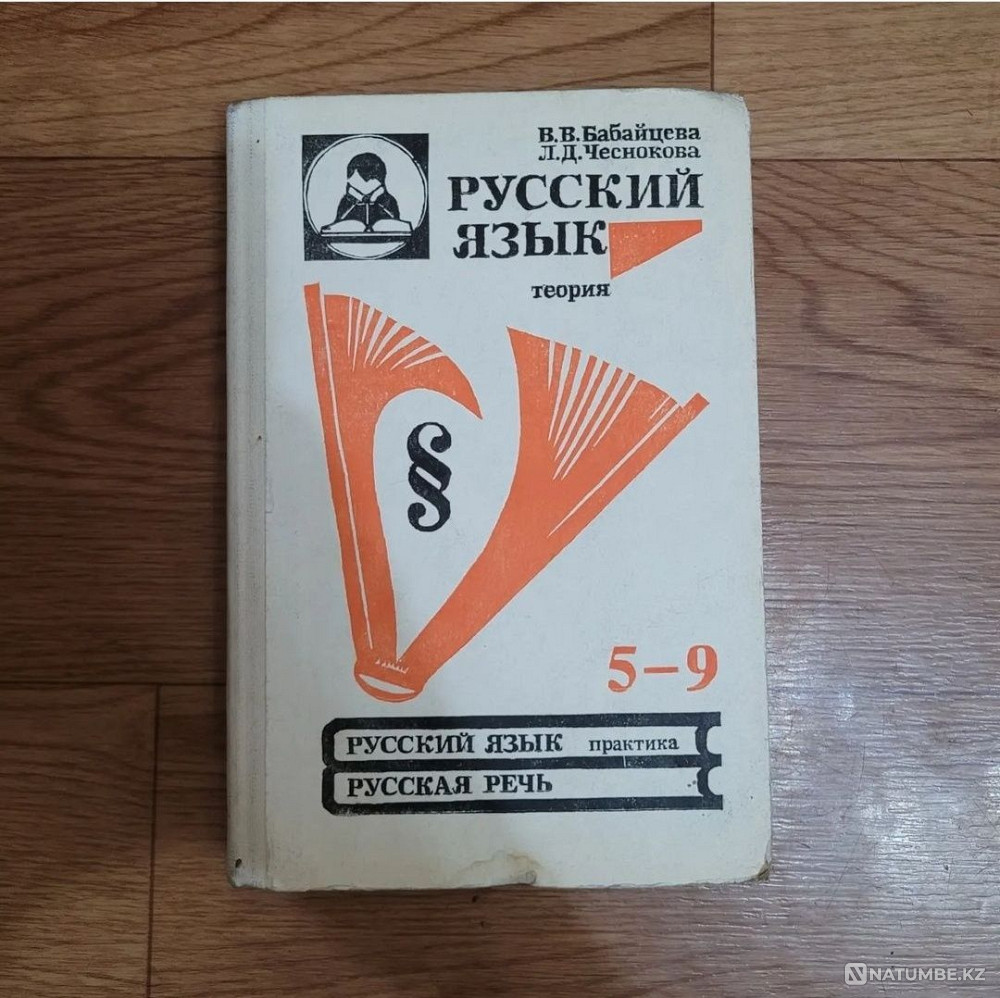 В.В.Бабайцева
Л.Д.Чеснокова
РУССКИЙ
ЯЗЫК
теория
§
5–9
РУССКИЙ ЯЗЫК практика
РУССКАЯ РЕЧЬ
NATUMBE.KZ